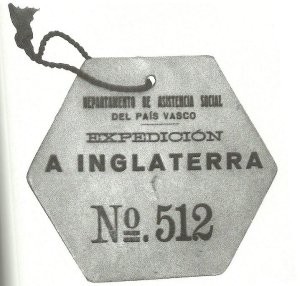 DEPARTAMENTO DE ASISTENCIA SOCIAL
DEL PAÍS VASCO
EXPEDICIÓN
A INGLATERRA
No. 512